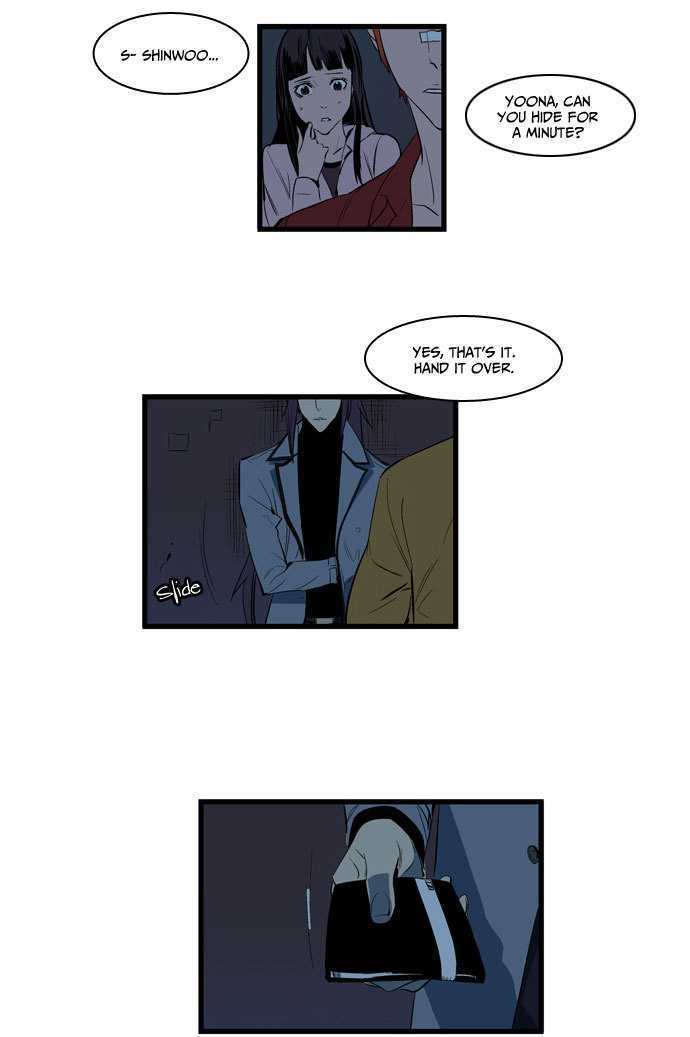 S- SHINWOO...
YOONA, CAN
YOU HIDE FOR
A MINUTE?
YES, THAT'S IT.
HAND IT OVER.
Slide